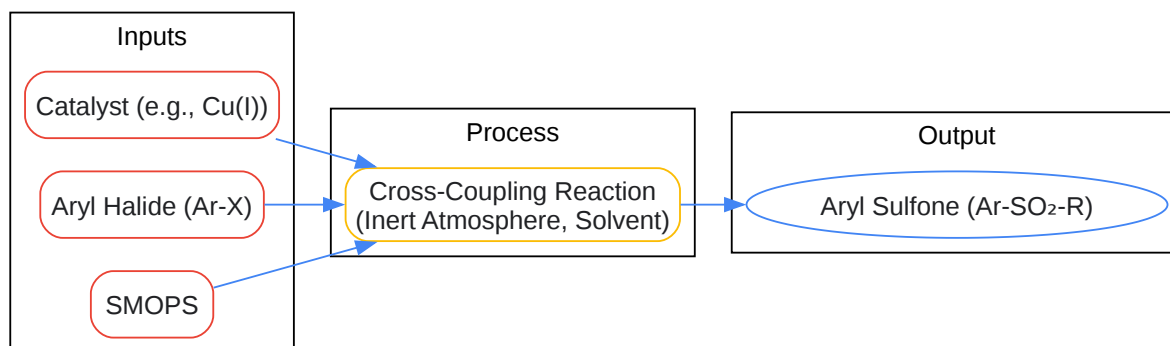 Inputs
Catalyst (e.g., Cu(I))
Aryl Halide (Ar-X)
SMOPS
Process
Cross-Coupling Reaction
(Inert Atmosphere, Solvent)
Output
Aryl Sulfone (Ar-SO₂-R)